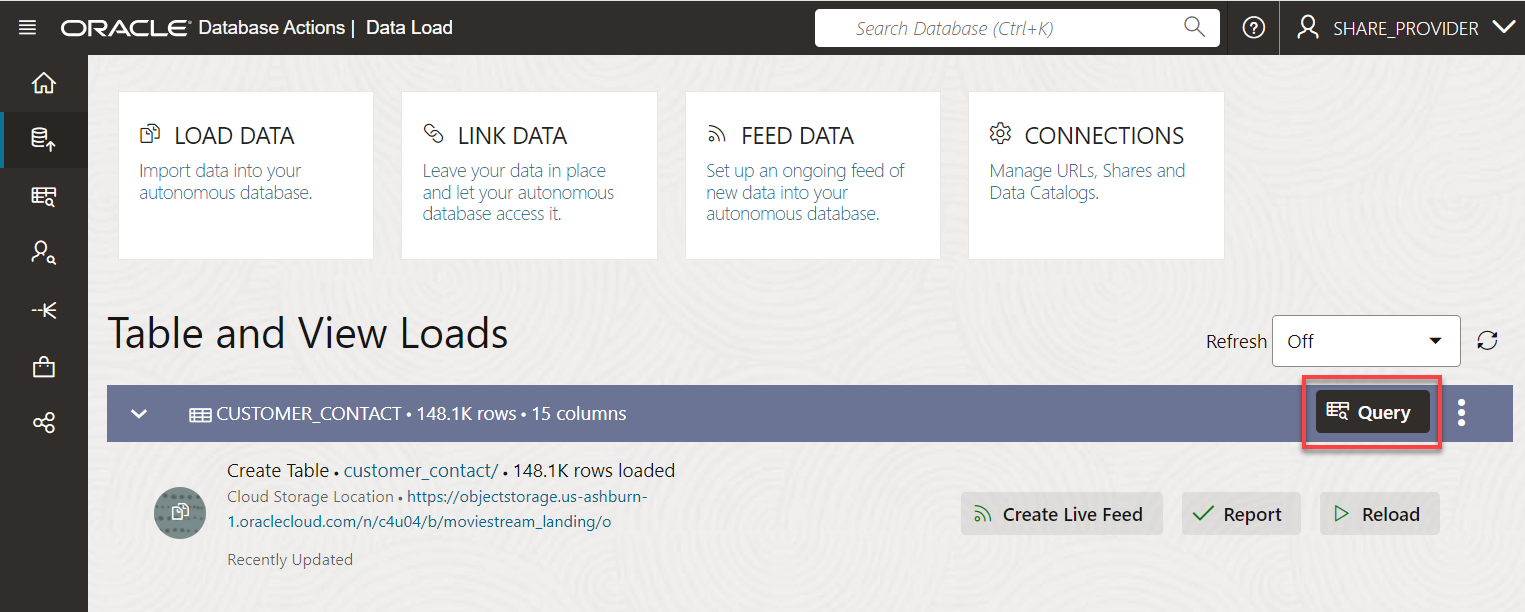 ORACLE Database Actions | Data Load
Search Database (Ctrl+K)
SHARE_PROVIDER
LOAD DATA
Import data into your
autonomous database.
LINK DATA
Leave your data in place
and let your autonomous
database access it.
FEED DATA
Set up an ongoing feed of
new data into your
autonomous database.
CONNECTIONS
Manage URLs, Shares and
Data Catalogs.
Table and View Loads
Refresh
Off
CUSTOMER_CONTACT • 148.1K rows • 15 columns
Query
Create Table • customer_contact/ • 148.1K rows loaded
Cloud Storage Location • https://objectstorage.us-ashburn-
1.oraclecloud.com/n/c4u04/b/moviestream_landing/o
Recently Updated
Create Live Feed
Report
Reload